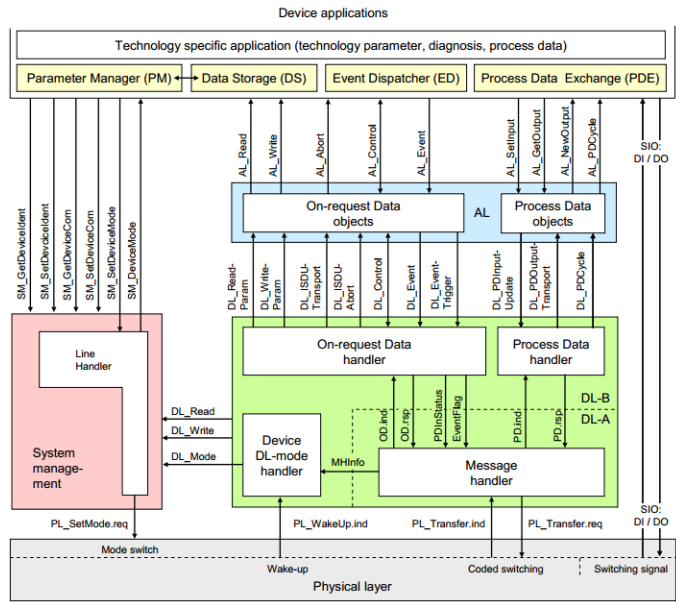 Device applications
Technology specific application (technology parameter, diagnosis, process data)
Parameter Manager (PM)
Data Storage (DS)
Event Dispatcher (ED)
Process Data Exchange (PDE)
SM_GetDeviceIdent
SM_SetDevciceIdent
SM_GetDeviceCom
SM_SetDeviceCom
SM_SetDeviceMode
SM_DeviceMode
AL_Read
AL_Write
AL_Abort
AL_Control
AL_Event
AL_SetInput
AL_GetOutput
AL_NewOutput
AL_PDCycle
SIO:
DI / DO
On-request Data
objects
AL
Process Data
objects
DL_Read-
Param
DL_Write-
Param
DL_ISDU-
Transport
DL_ISDU-
Abort
DL_Control
DL_Event
DL_Event-
Trigger
DL_PDInput-
Update
DL_PDOutput-
Transport
DL_PDCycle
Line
Handler
On-request Data
handler
Process Data
handler
DL-B
DL-A
OD.ind
OD.rsp
PDInStatus
EventFlag
PD.ind
PD.rsp
DL_Read
DL_Write
DL_Mode
System
manage-
ment
Device
DL-mode
handler
MHInfo
Message
handler
PL_SetMode.req
PL_WakeUp.ind
PL_Transfer.ind
PL_Transfer.req
SIO:
DI / DO
Mode switch
Wake-up
Coded switching
Switching signal
Physical layer